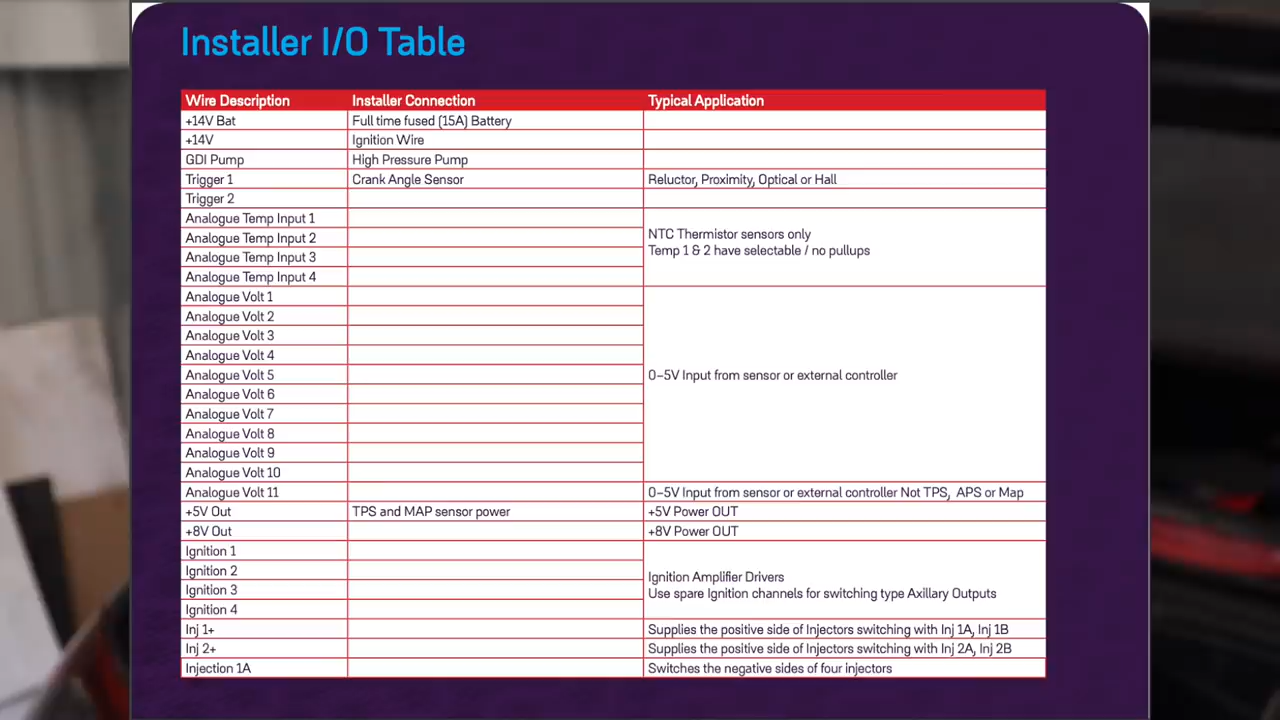 Installer I/O Table
Wire Description Installer Connection Typical Application
+14V Bat Full time fused (15A) Battery
+14V Ignition Wire
GDI Pump High Pressure Pump
Trigger 1 Crank Angle Sensor Reluctor, Proximity, Optical or Hall
Trigger 2
Analogue Temp Input 1
Analogue Temp Input 2
Analogue Temp Input 3
Analogue Temp Input 4
NTC Thermistor sensors only
Temp 1 & 2 have selectable / no pullups
Analogue Volt 1
Analogue Volt 2
Analogue Volt 3
Analogue Volt 4
Analogue Volt 5
Analogue Volt 6
Analogue Volt 7
Analogue Volt 8
Analogue Volt 9
Analogue Volt 10
0–5V Input from sensor or external controller
Analogue Volt 11 0–5V Input from sensor or external controller Not TPS, APS or Map
+5V Out TPS and MAP sensor power +5V Power OUT
+8V Out +8V Power OUT
Ignition 1
Ignition 2
Ignition 3
Ignition 4
Ignition Amplifier Drivers
Use spare Ignition channels for switching type Axillary Outputs
Inj 1+ Supplies the positive side of Injectors switching with Inj 1A, Inj 1B
Inj 2+ Supplies the positive side of Injectors switching with Inj 2A, Inj 2B
Injection 1A Switches the negative sides of four injectors